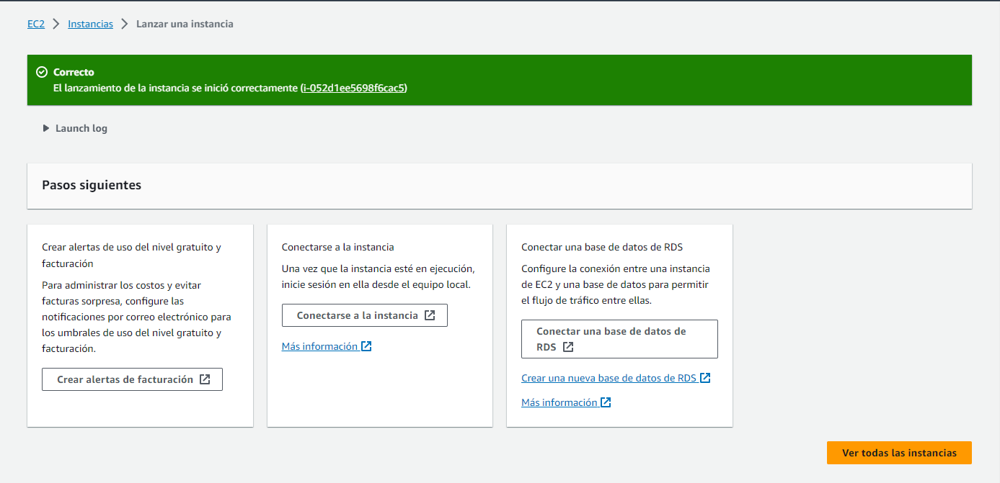 EC2 Instancias Lanzar una instancia
Correcto
El lanzamiento de la instancia se inició correctamente (i-052d1ee5698f6cac5)
Launch log
Pasos siguientes
Crear alertas de uso del nivel gratuito y
facturación
Para administrar los costos y evitar
facturas sorpresa, configure las
notificaciones por correo electrónico para
los umbrales de uso del nivel gratuito y
facturación.
Crear alertas de facturación
Conectarse a la instancia
Una vez que la instancia esté en ejecución,
inicie sesión en ella desde el equipo local.
Conectarse a la instancia
Más información
Conectar una base de datos de RDS
Configure la conexión entre una instancia
de EC2 y una base de datos para permitir
el flujo de tráfico entre ellas.
Conectar una base de datos de
RDS
Crear una nueva base de datos de RDS
Más información
Ver todas las instancias